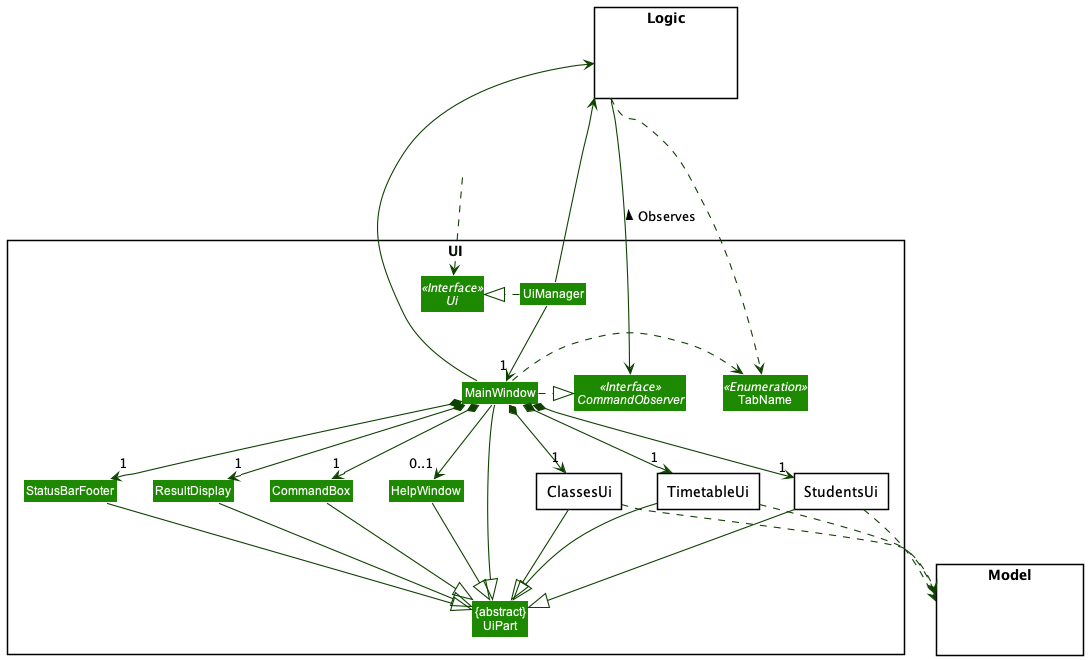 Logic
Observes
UI
«Interface»
Ui
UiManager
1
MainWindow
«Interface»
CommandObserver
«Enumeration»
TabName
1
1
1
0..1
1
1
1
StatusBarFooter
ResultDisplay
CommandBox
HelpWindow
ClassesUi
TimetableUi
StudentsUi
Model
{abstract}
UiPart